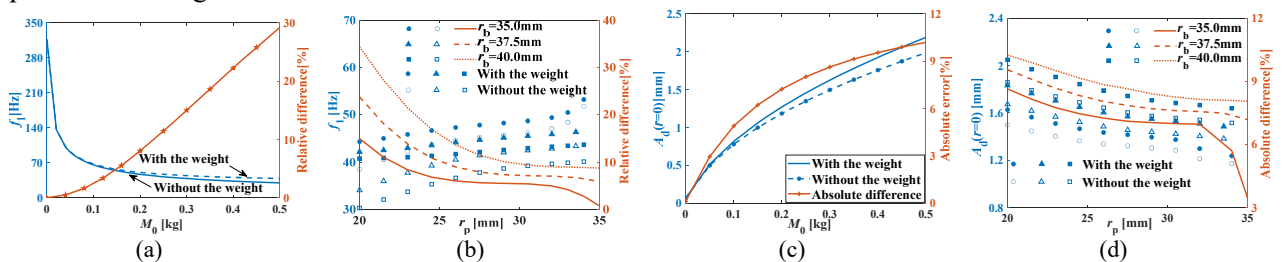 350
280
210
140
70
0
f1[Hz]
30
20
10
0
Relative difference[%]
With the weight
Without the weight
0 0.1 0.2 0.3 0.4 0.5
M0 [kg]
(a)
70
60
50
40
30
f1[Hz]
40
30
20
10
0
Relative difference[%]
rb=35.0mm
rb=37.5mm
rb=40.0mm
With the weight
Without the weight
20 25 30 35
rp [mm]
(b)
2.5
2
1.5
1
0.5
0
Ad(r=0)[mm]
12
9
6
3
0
Absolute error[%]
With the weight
Without the weight
Absolute difference
0 0.1 0.2 0.3 0.4 0.5
M0 [kg]
(c)
2.4
2
1.6
1.2
0.8
Ad(r=0)[mm]
12
10
8
6
4
Absolute difference[%]
rb=35.0mm
rb=37.5mm
rb=40.0mm
With the weight
Without the weight
20 25 30 35
rp [mm]
(d)